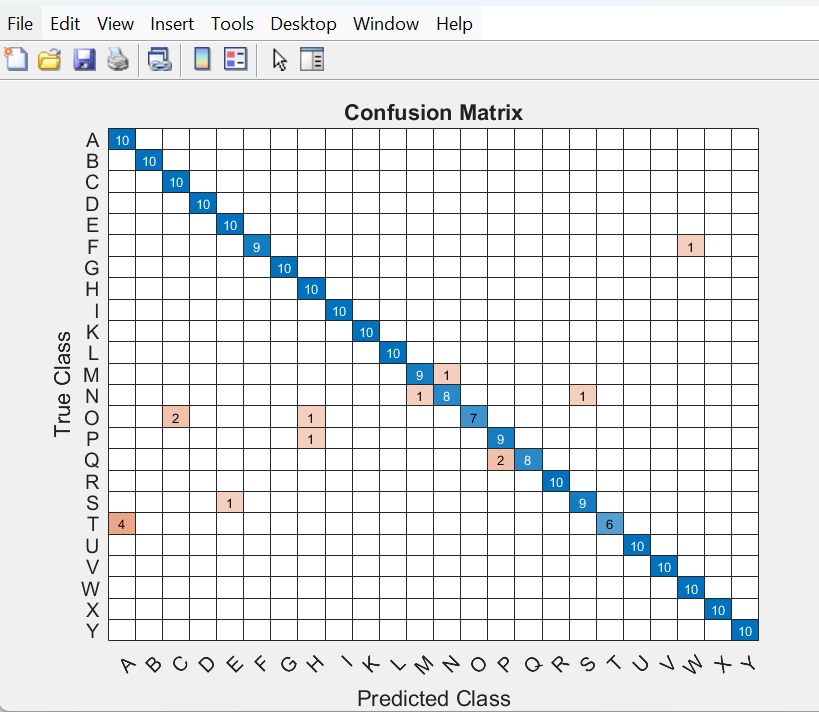 File Edit View Insert Tools Desktop Window Help
Confusion Matrix
True Class
A 10
B 10
C 10
D 10
E 10
F 9 1
G 10
H 10
I 10
K 10
L 10
M 9 1
N 1 8 1
O 2 1 7
P 1 9
Q 2 8
R 10
S 1 9
T 4 6
U 10
V 10
W 10
X 10
Y 10
A B C D E F G H I K L M N O P Q R S T U V W X Y
Predicted Class